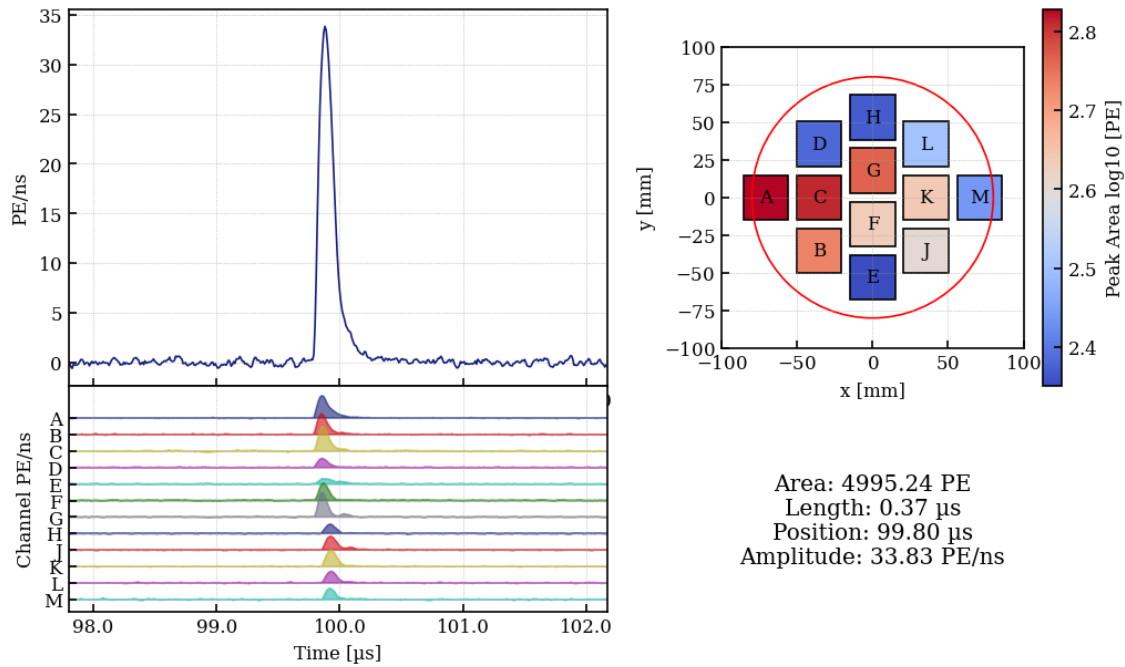 35
30
25
20
15
10
5
0
PE/ns
A
B
C
D
E
F
G
H
J
K
L
M
Channel PE/ns
98.0 99.0 100.0 101.0 102.0
Time [µs]
100
75
50
25
0
−25
−50
−75
−100
y [mm]
H
D L
G
A C K M
F
B J
E
−100 −50 0 50 100
x [mm]
2.8
2.7
2.6
2.5
2.4
Peak Area log10 [PE]
Area: 4995.24 PE
Length: 0.37 µs
Position: 99.80 µs
Amplitude: 33.83 PE/ns